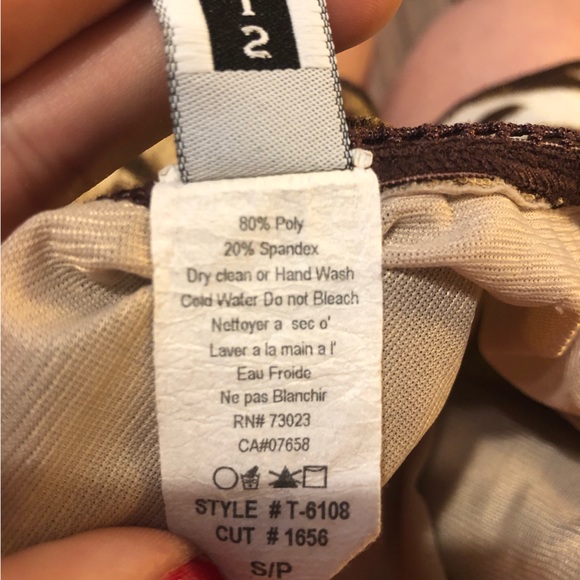 80% Poly
20% Spandex
Dry clean or Hand Wash
Cold Water Do not Bleach
Nettoyer a sec o'
Laver a la main a l'
Eau Froide
Ne pas Blanchir
RN# 73023
CA#07658
STYLE # T-6108
CUT # 1656
S/P